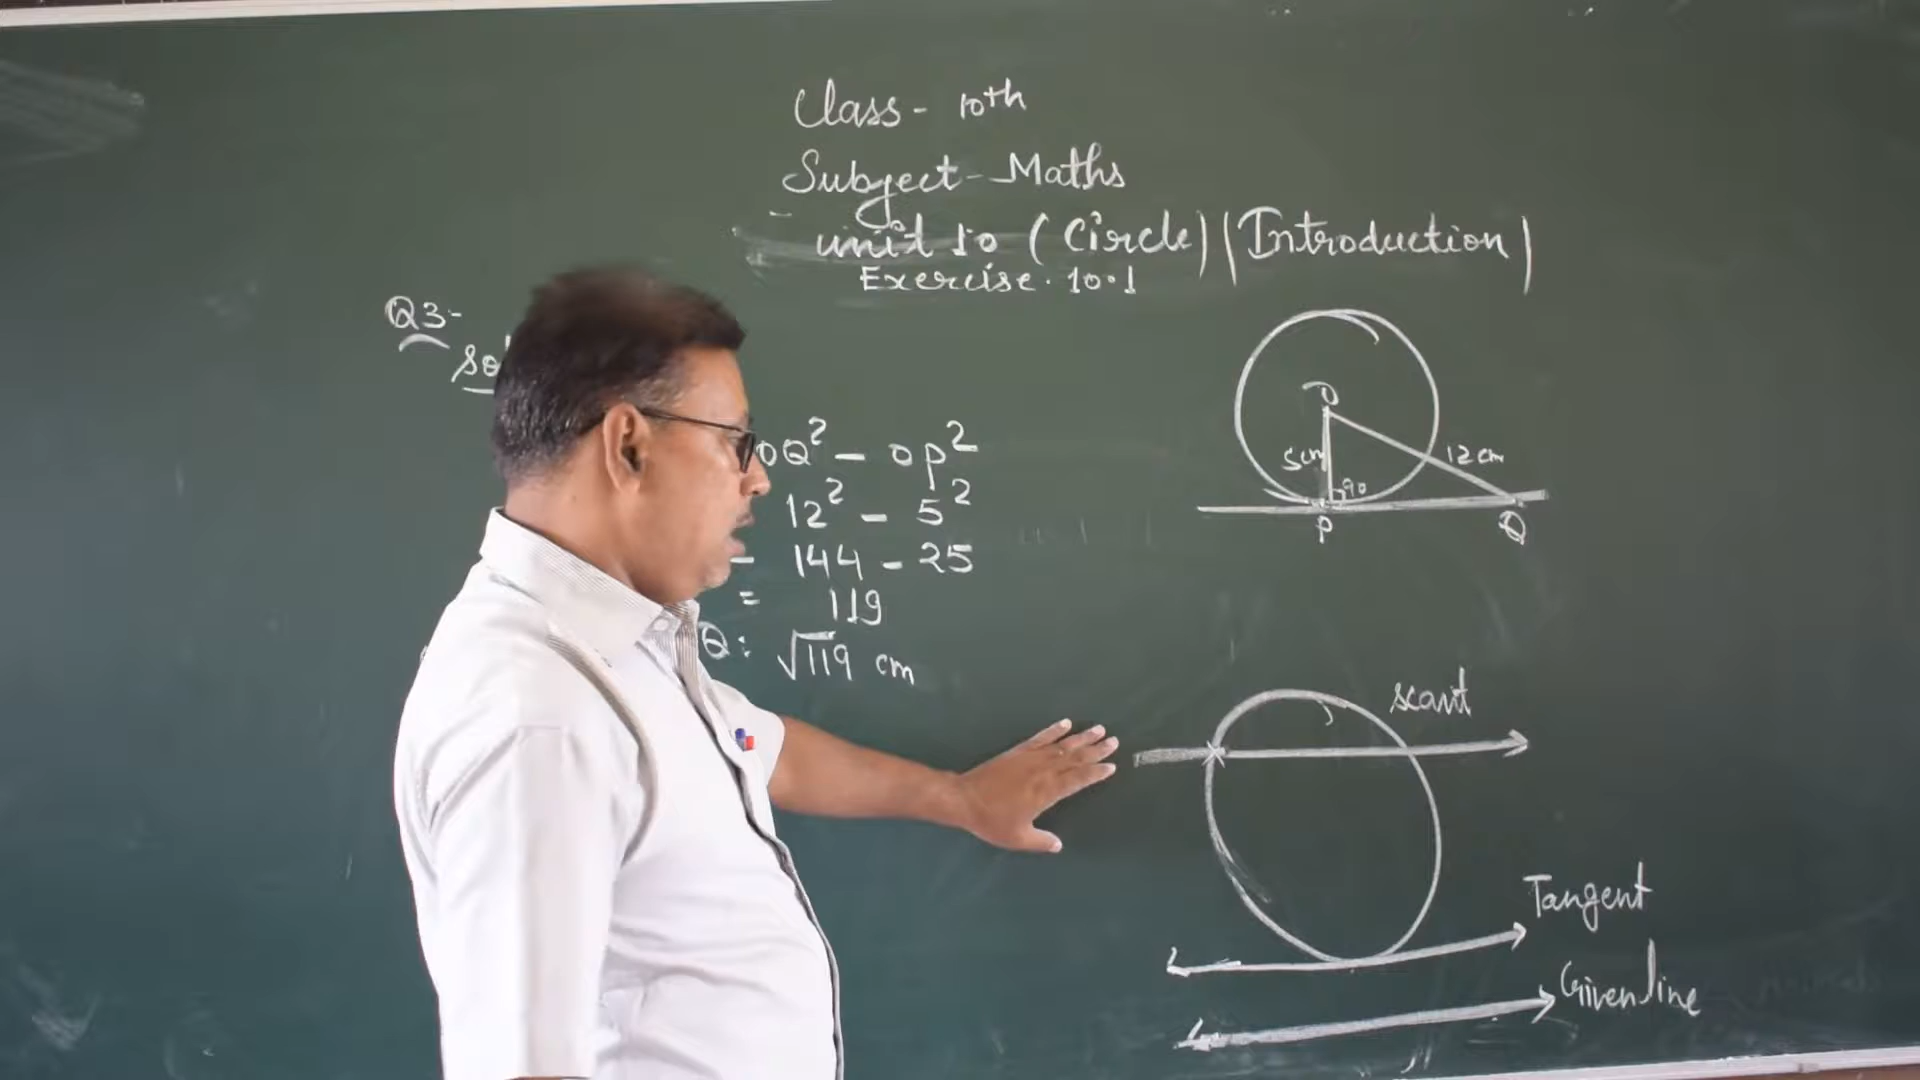 Class - 10th
Subject - Maths
unit 10 (Circle) (Introduction)
Exercise. 10.1
Q3-
OQ² - OP²
12² - 5²
= 144 - 25
= 119
Q = √119 cm
O
5cm
12 cm
90
P
Q
scant
Tangent
Given line